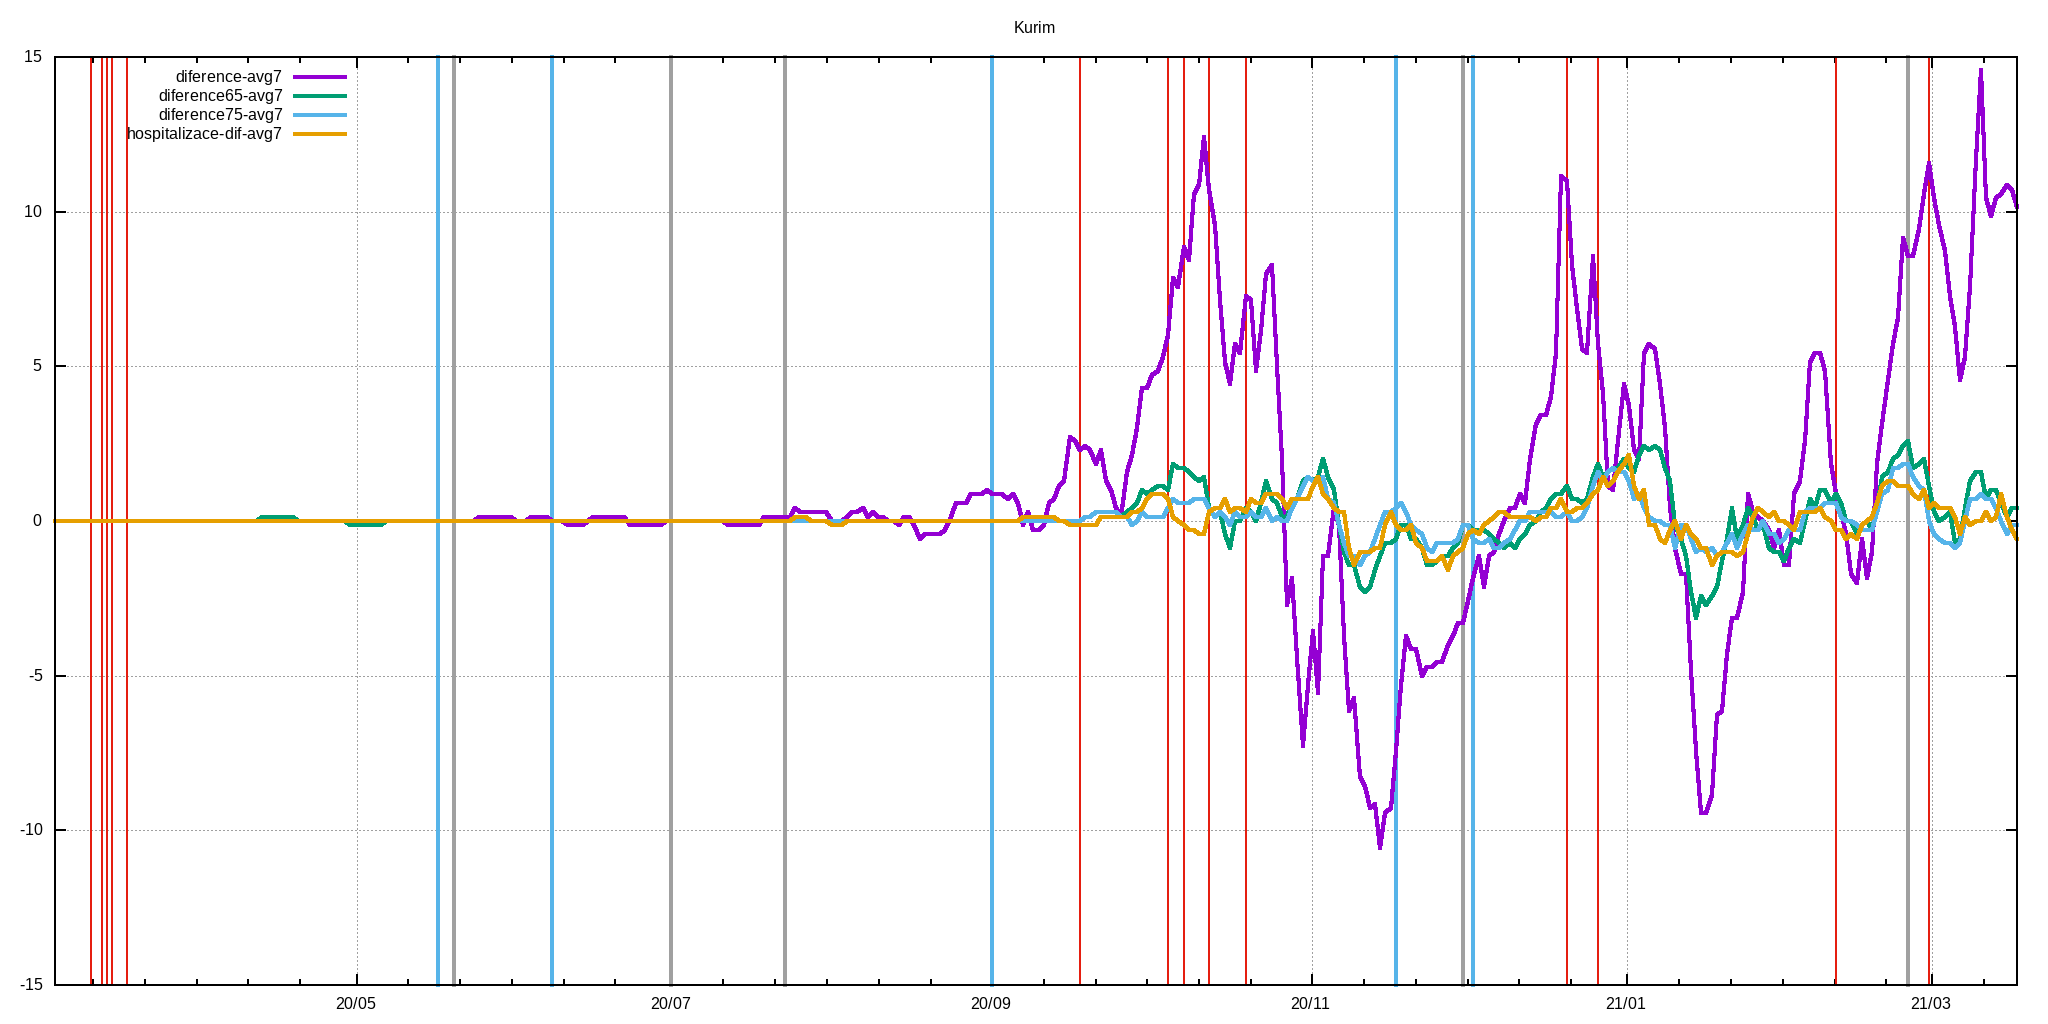 Kurim
15
diference-avg7
diference65-avg7
diference75-avg7
hospitalizace-dif-avg7
10
5
0
-5
-10
-15
20/05
20/07
20/09
20/11
21/01
21/03